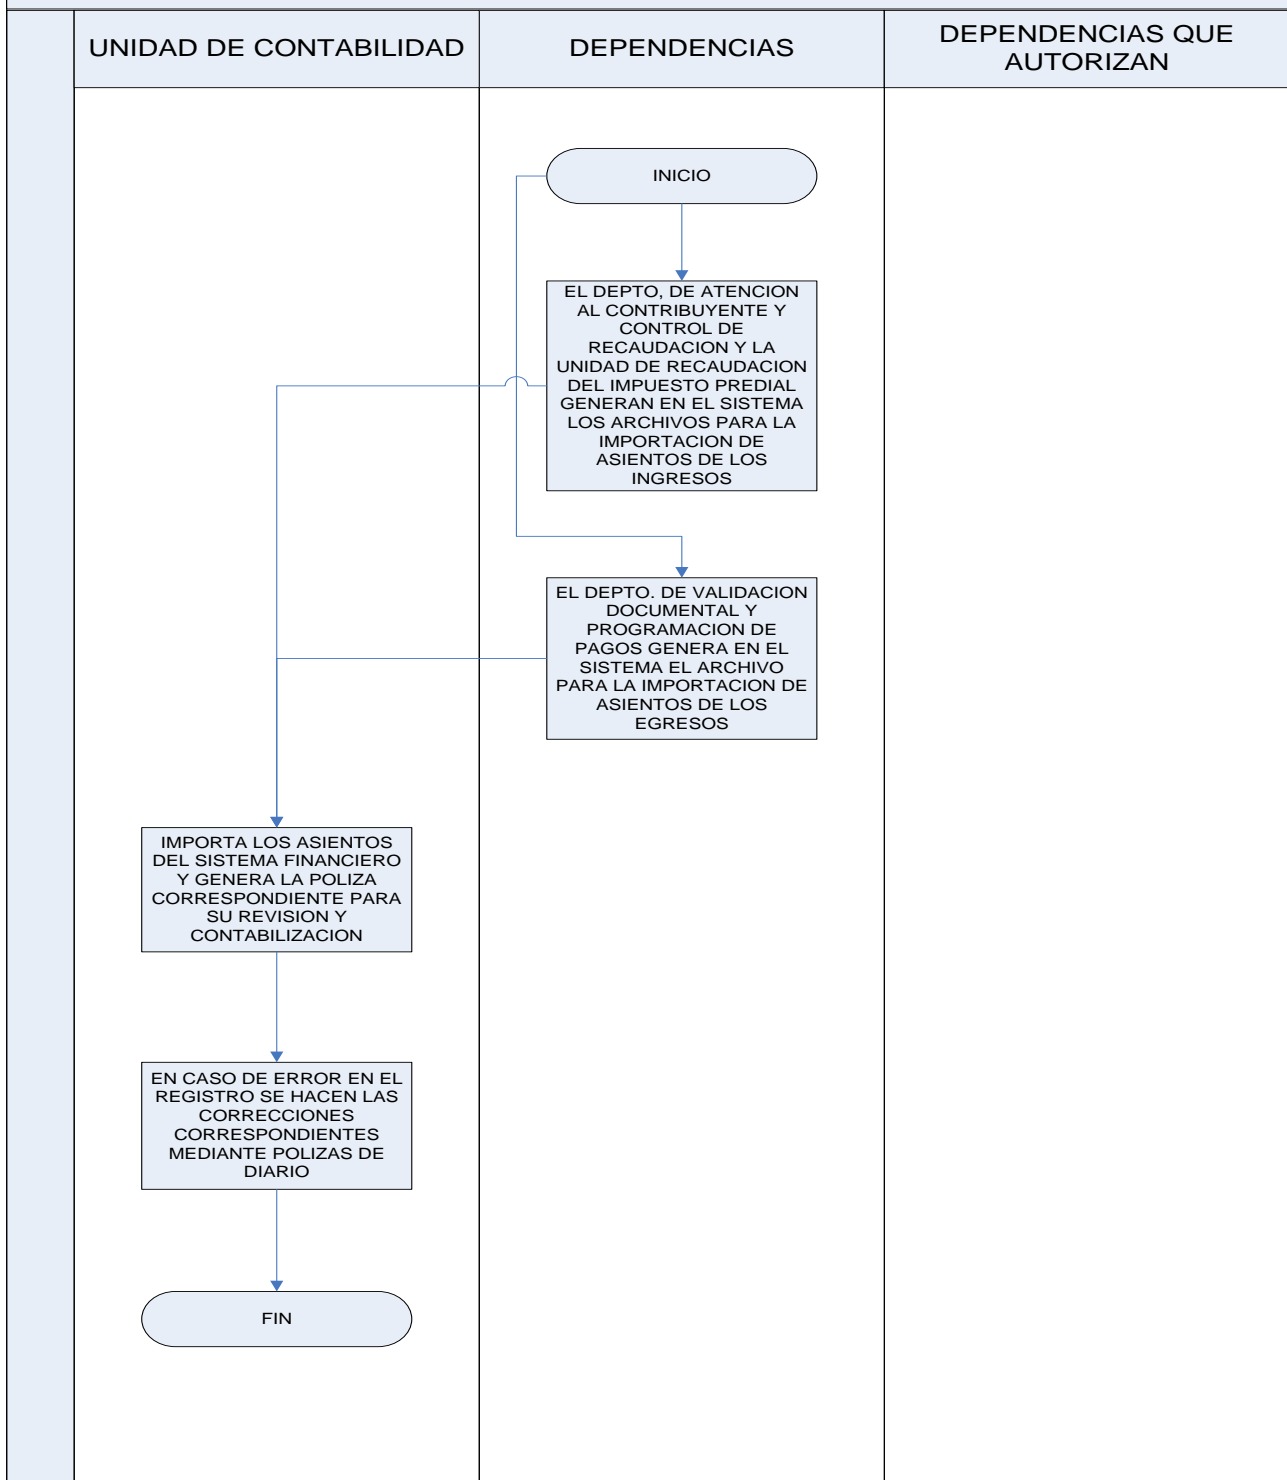 UNIDAD DE CONTABILIDAD
DEPENDENCIAS
DEPENDENCIAS QUE
AUTORIZAN
INICIO
EL DEPTO, DE ATENCION
AL CONTRIBUYENTE Y
CONTROL DE
RECAUDACION Y LA
UNIDAD DE RECAUDACION
DEL IMPUESTO PREDIAL
GENERAN EN EL SISTEMA
LOS ARCHIVOS PARA LA
IMPORTACION DE
ASIENTOS DE LOS
INGRESOS
EL DEPTO. DE VALIDACION
DOCUMENTAL Y
PROGRAMACION DE
PAGOS GENERA EN EL
SISTEMA EL ARCHIVO
PARA LA IMPORTACION DE
ASIENTOS DE LOS
EGRESOS
IMPORTA LOS ASIENTOS
DEL SISTEMA FINANCIERO
Y GENERA LA POLIZA
CORRESPONDIENTE PARA
SU REVISION Y
CONTABILIZACION
EN CASO DE ERROR EN EL
REGISTRO SE HACEN LAS
CORRECCIONES
CORRESPONDIENTES
MEDIANTE POLIZAS DE
DIARIO
FIN